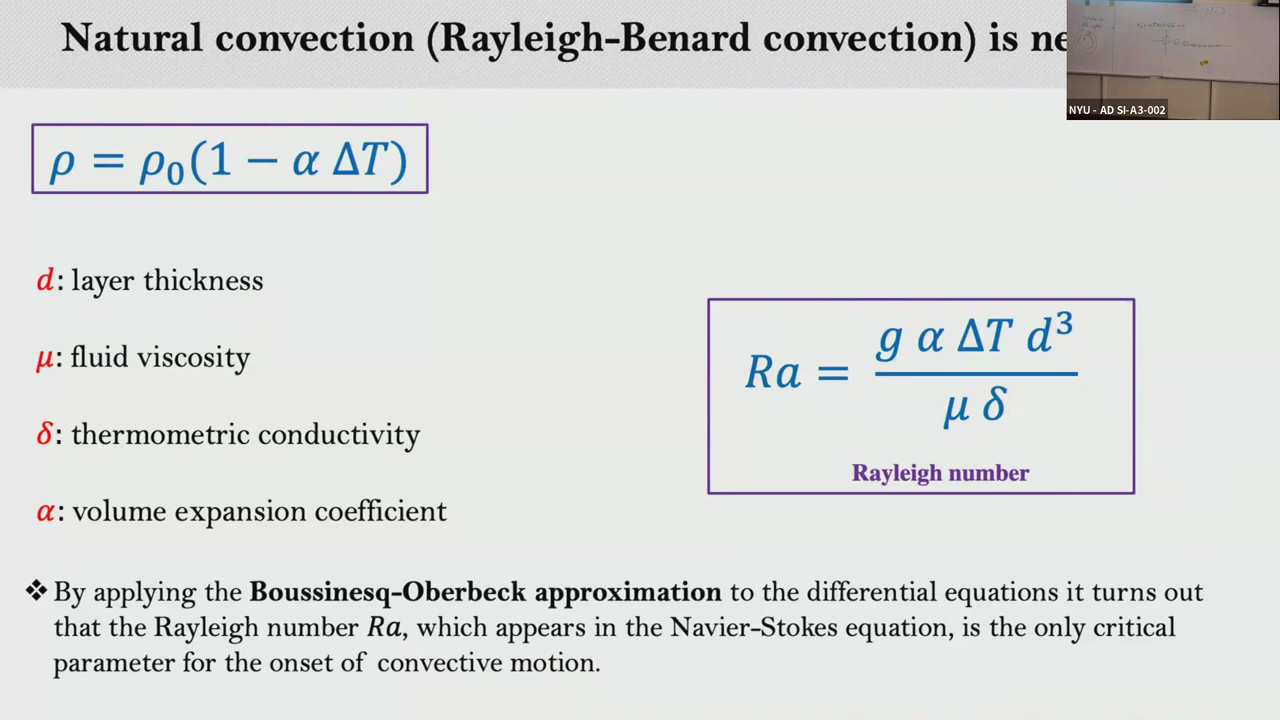 Natural convection (Rayleigh-Benard convection) is ne
NYU - AD SI-A3-002
ρ = ρ₀(1 − α ΔT)
d: layer thickness
μ: fluid viscosity
δ: thermometric conductivity
α: volume expansion coefficient
Ra = g α ΔT d³ / μ δ
Rayleigh number
❖ By applying the Boussinesq-Oberbeck approximation to the differential equations it turns out
that the Rayleigh number Ra, which appears in the Navier-Stokes equation, is the only critical
parameter for the onset of convective motion.